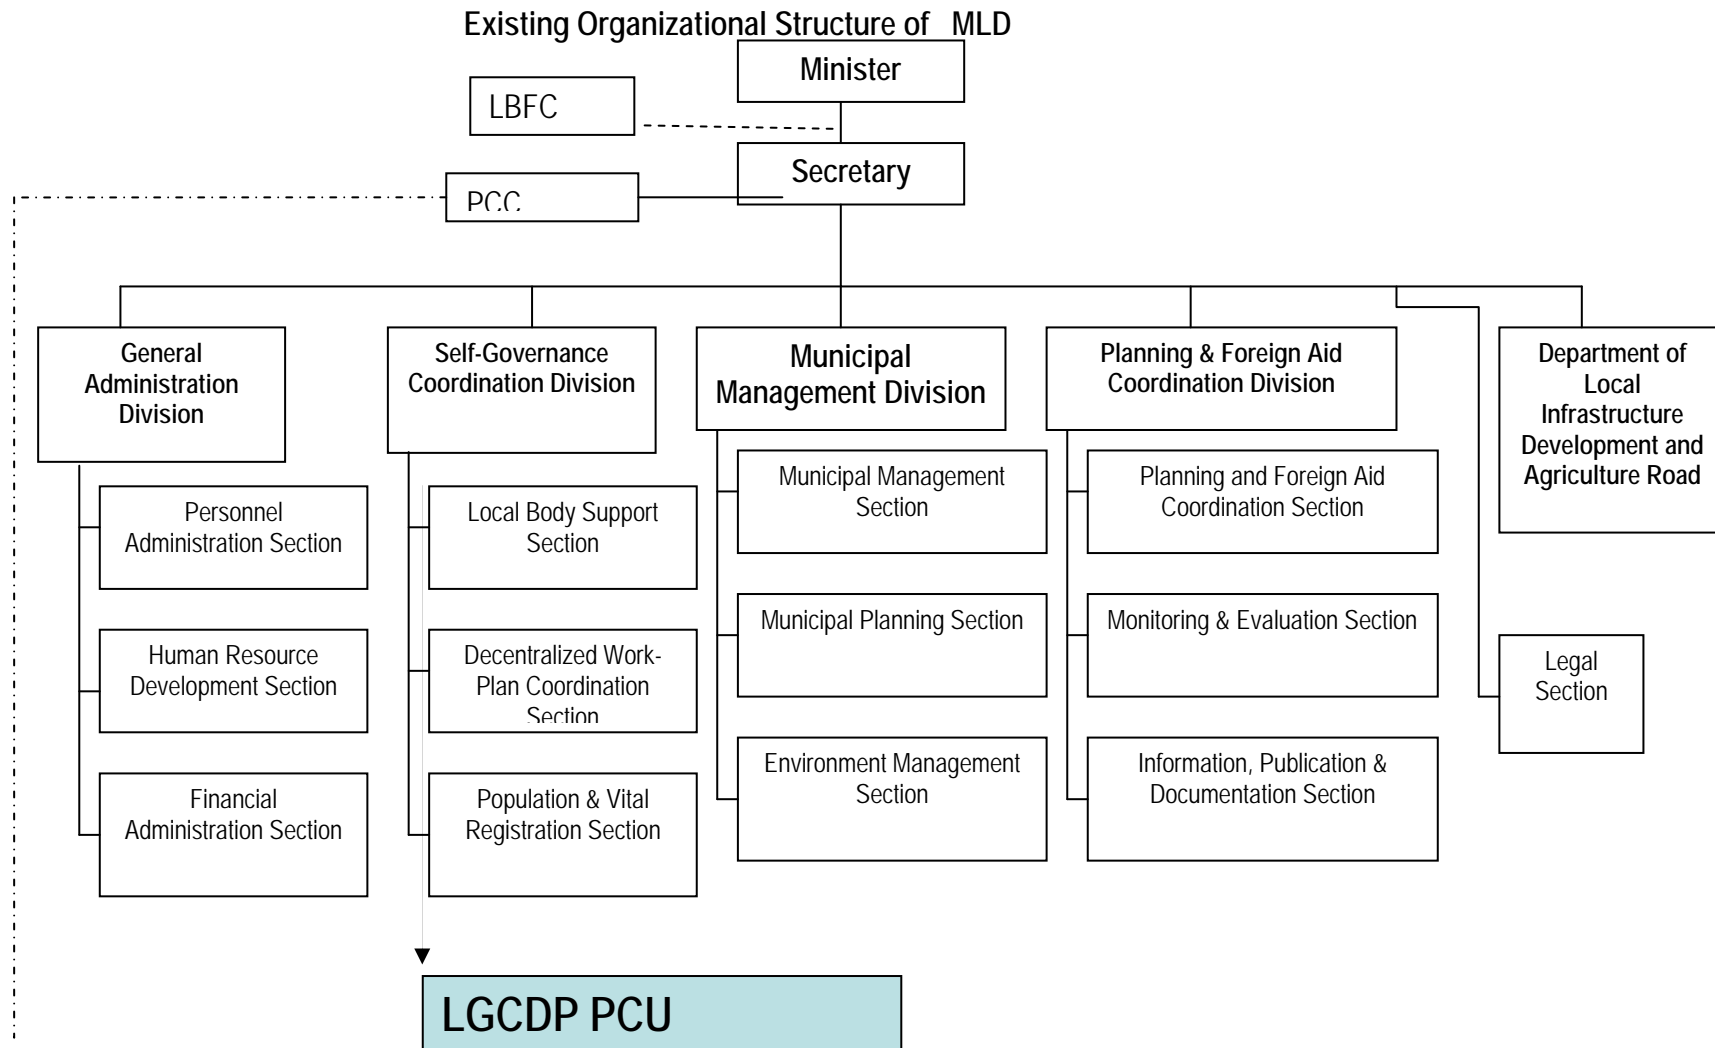 Existing Organizational Structure of MLD
Minister
LBFC
Secretary
PCC
General
Administration
Division
Self-Governance
Coordination Division
Municipal
Management Division
Planning & Foreign Aid
Coordination Division
Department of
Local
Infrastructure
Development and
Agriculture Road
Personnel
Administration Section
Human Resource
Development Section
Financial
Administration Section
Local Body Support
Section
Decentralized Work-
Plan Coordination
Section
Population & Vital
Registration Section
Municipal Management
Section
Municipal Planning Section
Environment Management
Section
Planning and Foreign Aid
Coordination Section
Monitoring & Evaluation Section
Information, Publication &
Documentation Section
Legal
Section
LGCDP PCU